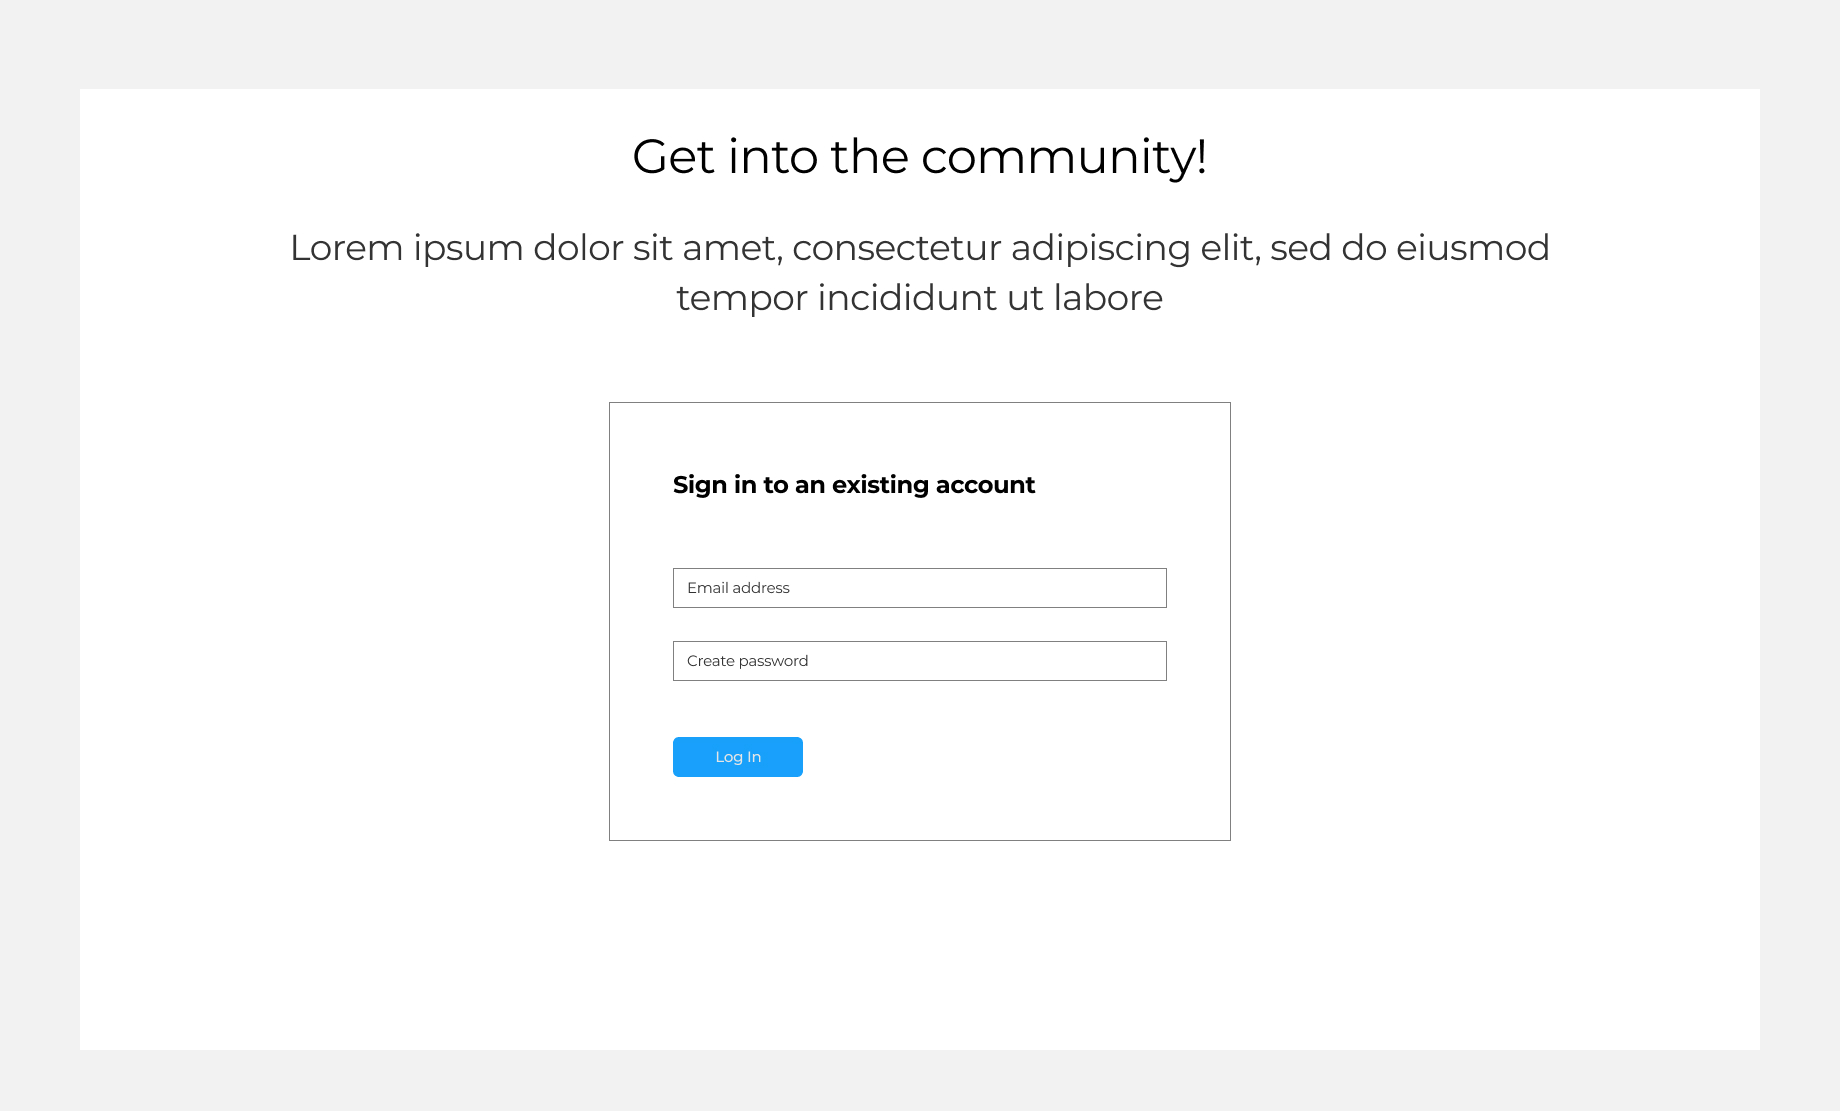 Get into the community!
Lorem ipsum dolor sit amet, consectetur adipiscing elit, sed do eiusmod
tempor incididunt ut labore
Sign in to an existing account
Email address
Create password
Log In